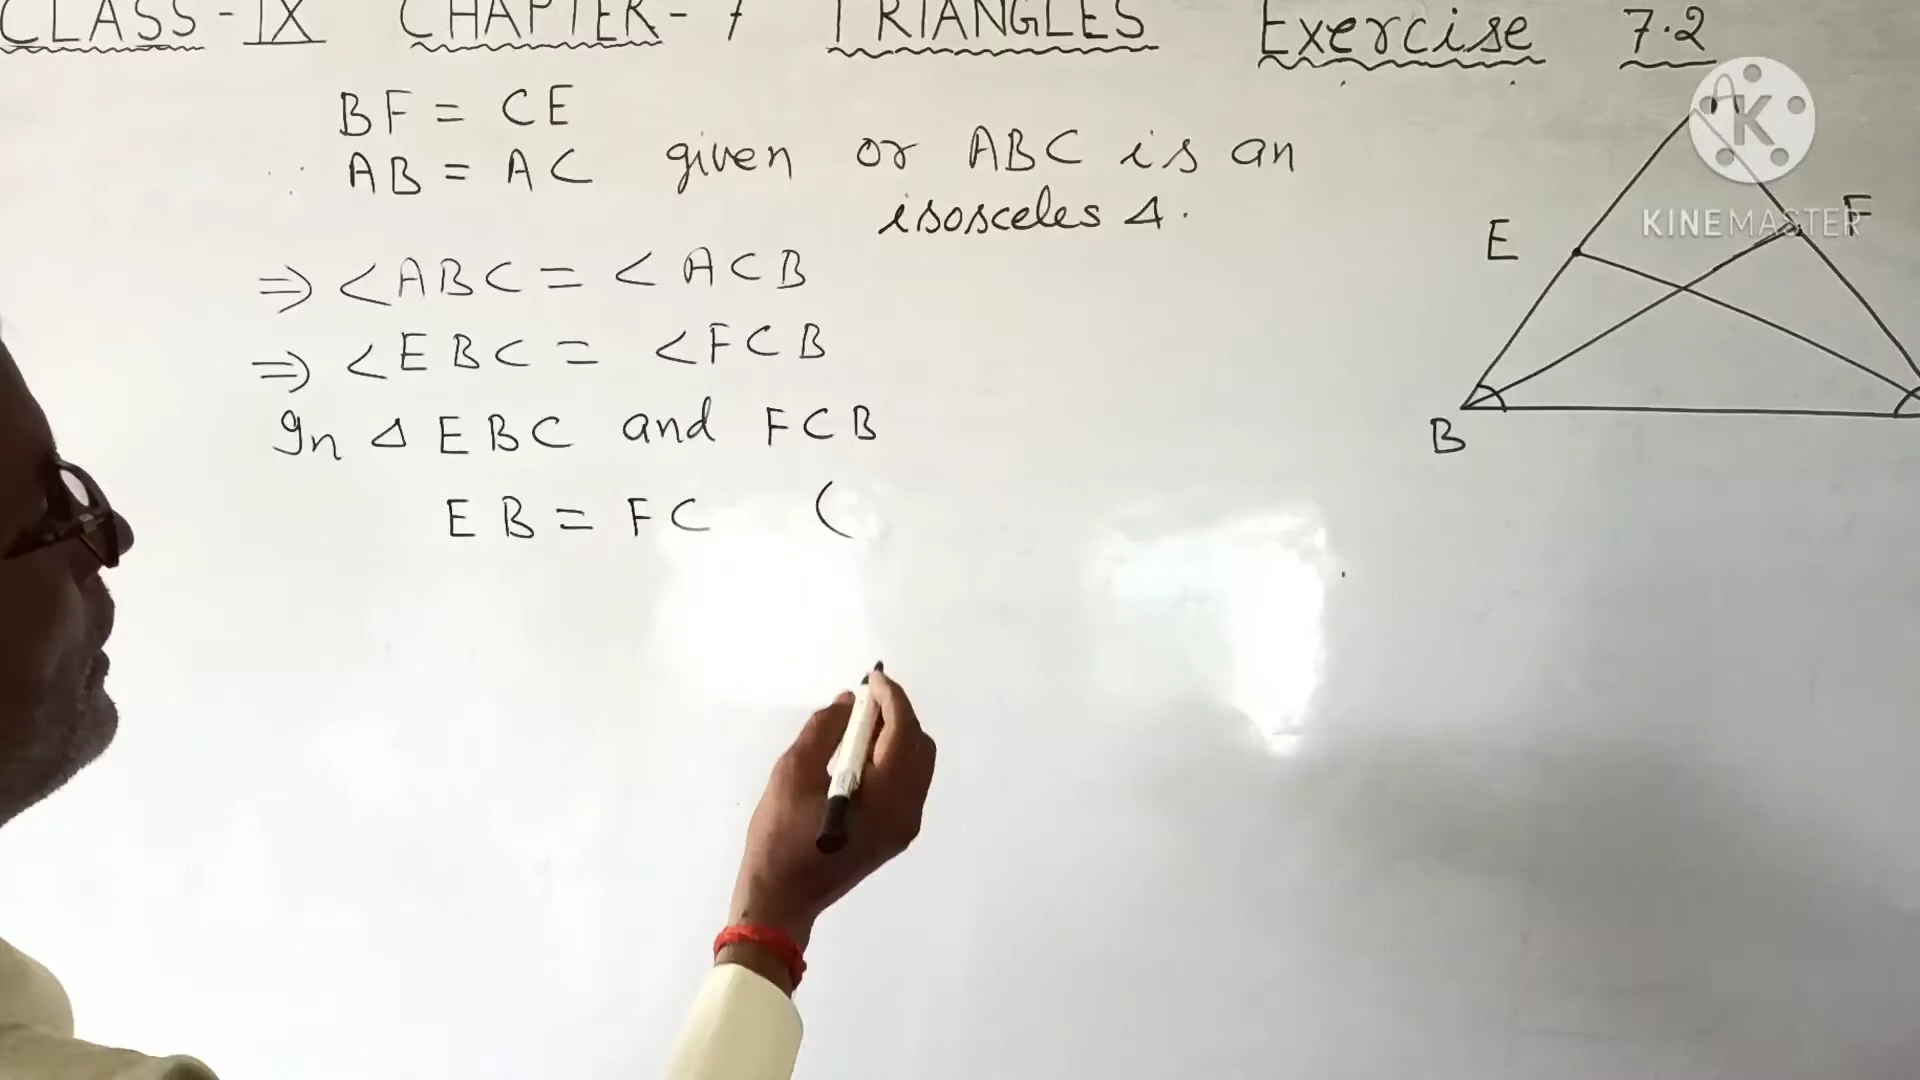 CLASS - IX CHAPTER - 7 TRIANGLES Exercise 7.2
BF = CE
AB = AC given or ABC is an
isosceles Δ.
⇒ ∠ABC = ∠ACB
⇒ ∠EBC = ∠FCB
In Δ EBC and FCB
EB = FC (
A
K
KINEMASTER
E
F
B